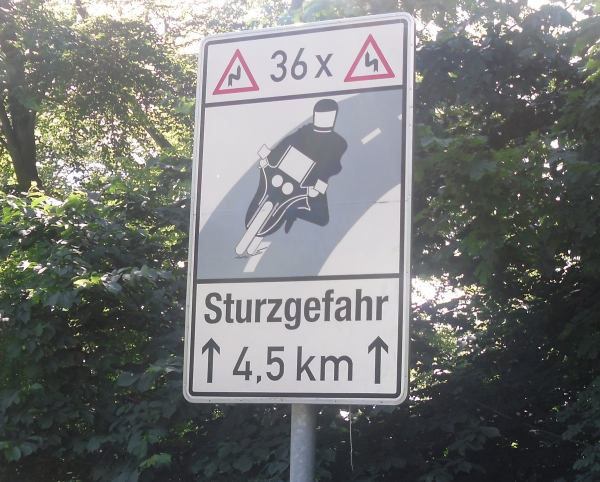 36 x
Sturzgefahr
↑ 4,5 km ↑